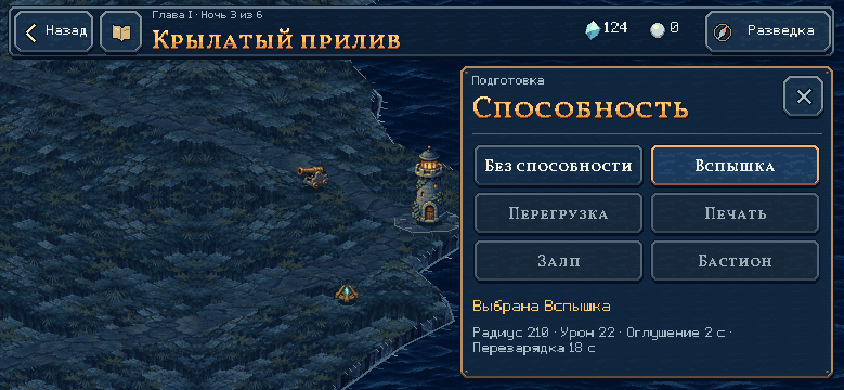 Назад
Глава I · Ночь 3 из 6
Крылатый прилив
124
0
Разведка
Подготовка
Способность
Без способности
Вспышка
Перегрузка
Печать
Залп
Бастион
Выбрана Вспышка
Радиус 210 · Урон 22 · Оглушение 2 с ·
Перезарядка 18 с